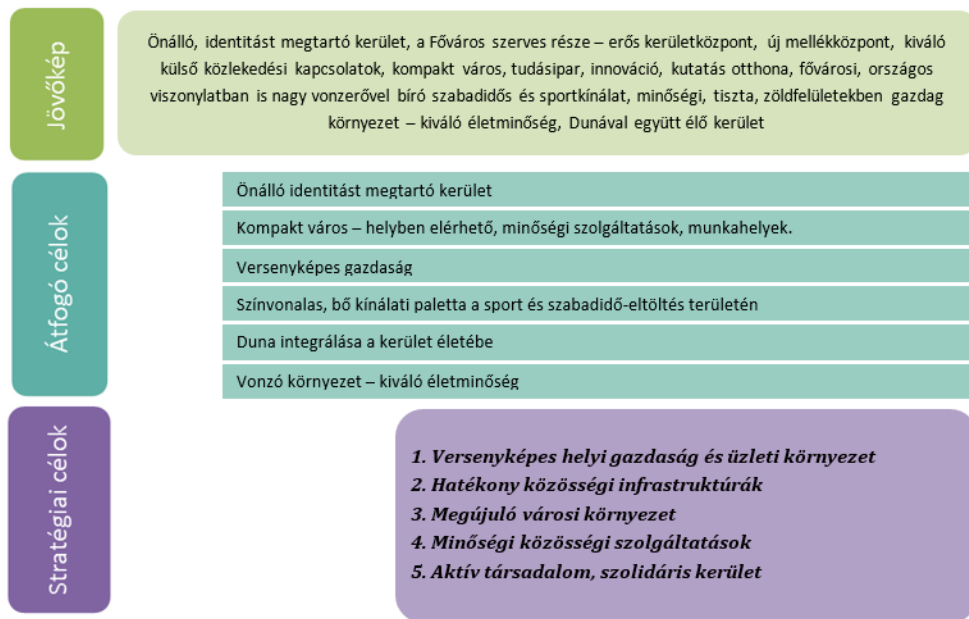 Jövőkép
Önálló, identitást megtartó kerület, a Főváros szerves része – erős kerületközpont, új mellékközpont, kiváló
külső közlekedési kapcsolatok, kompakt város, tudásipar, innováció, kutatás otthona, fővárosi, országos
viszonylatban is nagy vonzerővel bíró szabadidős és sportkínálat, minőségi, tiszta, zöldfelületekben gazdag
környezet – kiváló életminőség, Dunával együtt élő kerület
Átfogó célok
Önálló identitást megtartó kerület
Kompakt város – helyben elérhető, minőségi szolgáltatások, munkahelyek.
Versenyképes gazdaság
Színvonalas, bő kínálati paletta a sport és szabadidő-eltöltés területén
Duna integrálása a kerület életébe
Vonzó környezet – kiváló életminőség
Stratégiai célok
1. Versenyképes helyi gazdaság és üzleti környezet
2. Hatékony közösségi infrastruktúrák
3. Megújuló városi környezet
4. Minőségi közösségi szolgáltatások
5. Aktív társadalom, szolidáris kerület